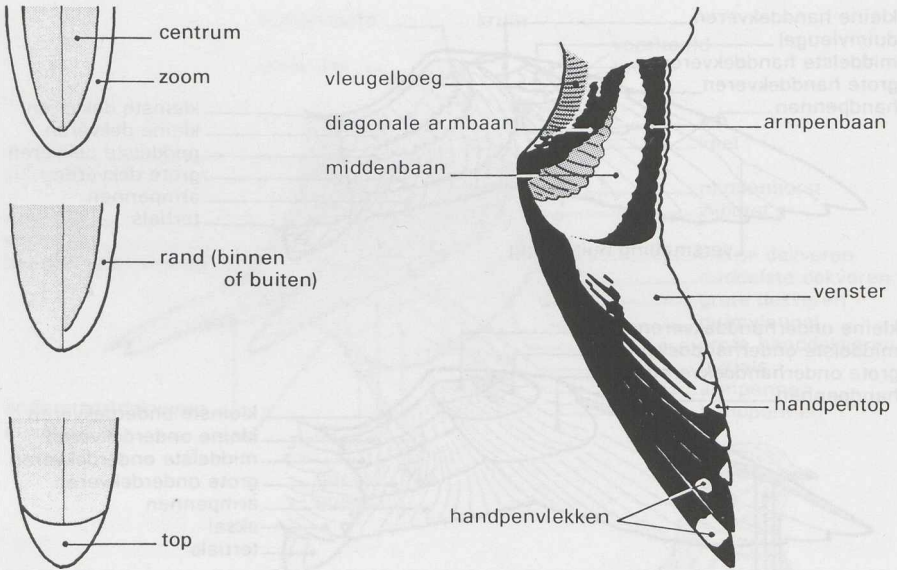 centrum
zoom
rand (binnen
of buiten)
top
vleugelboeg
diagonale armbaan
middenbaan
armpenbaan
venster
handpentop
handpenvlekken